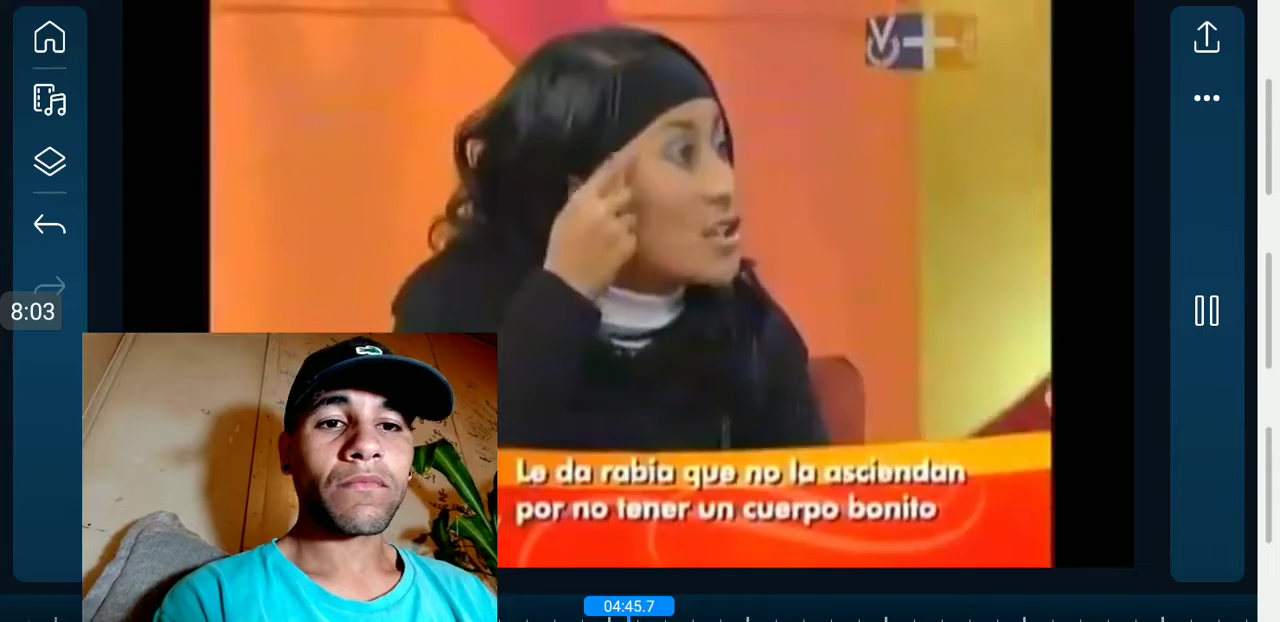 8:03
Le da rabia que no la asciendan
por no tener un cuerpo bonito
04:45.7